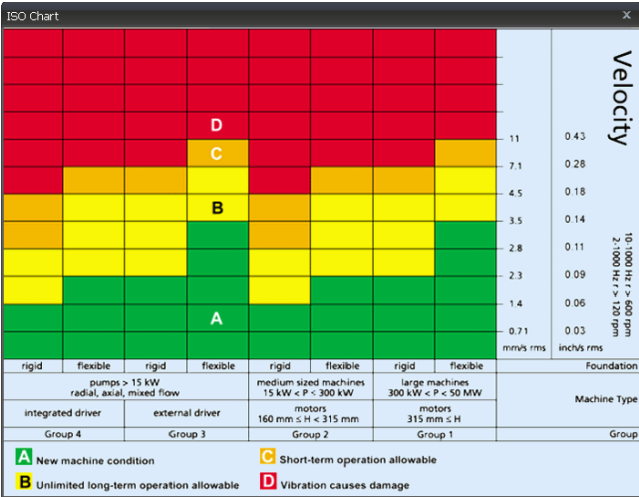 ISO Chart
x
D
C
B
A
Velocity
10-1000 Hz r > 600 rpm
2-1000 Hz r > 120 rpm
11 0.43
7.1 0.28
4.5 0.18
3.5 0.14
2.8 0.11
2.3 0.09
1.4 0.06
0.71 0.03
mm/s rms inch/s rms
rigid flexible rigid flexible rigid flexible rigid flexible Foundation
pumps > 15 kW medium sized machines large machines
radial, axial, mixed flow 15 kW < P ≤ 300 kW 300 kW < P < 50 MW
Machine Type
integrated driver external driver motors motors
160 mm ≤ H < 315 mm 315 mm ≤ H
Group 4 Group 3 Group 2 Group 1 Group
A New machine condition C Short-term operation allowable
B Unlimited long-term operation allowable D Vibration causes damage